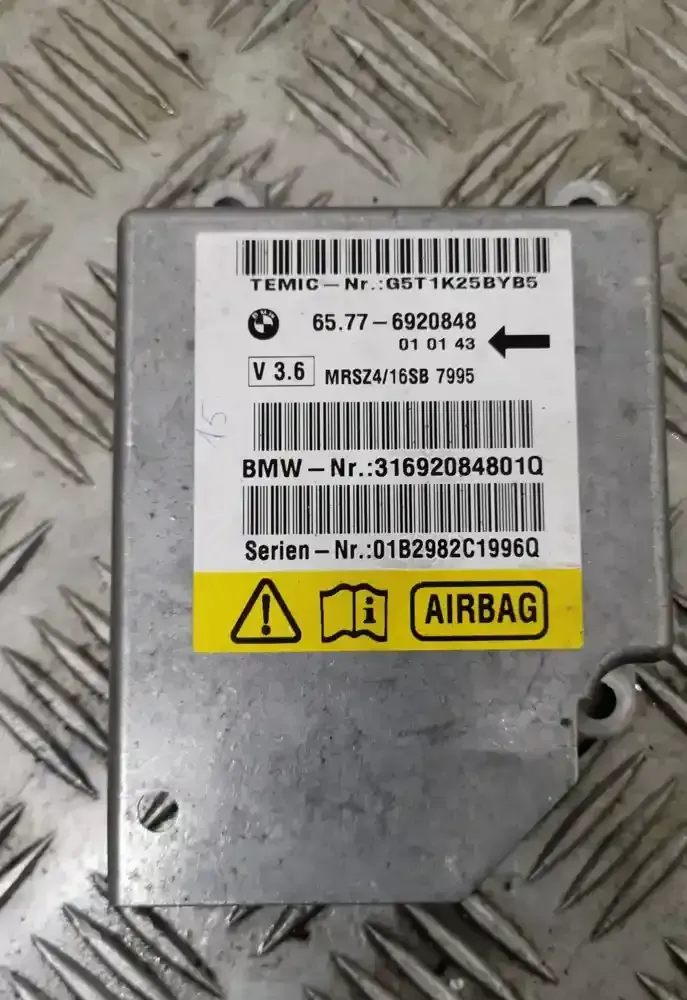 TEMIC-Nr.:G5T1K25BYB5
BMW
65.77-6920848
01 01 43
V 3.6 MRSZ4/16SB 7995
15
BMW-Nr.:31692084801Q
Serien-Nr.:01B2982C1996Q
AIRBAG